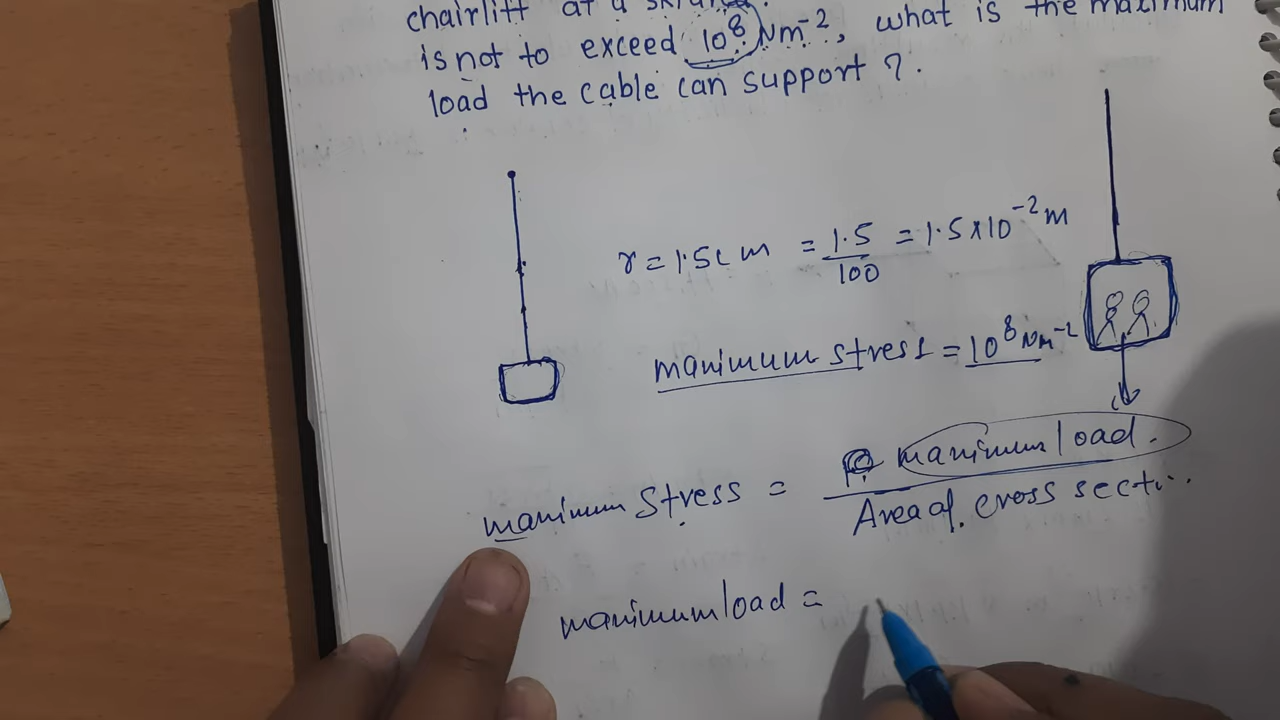 chairlift at a
is not to exceed 10⁸ Nm⁻², what is the maximum
load the cable can support ?.
r = 1.5cm = 1.5/100 = 1.5×10⁻² m
maximum stress = 10⁸ Nm⁻²
maximum stress = maximum load. / Area of. cross secti..
maximum load =